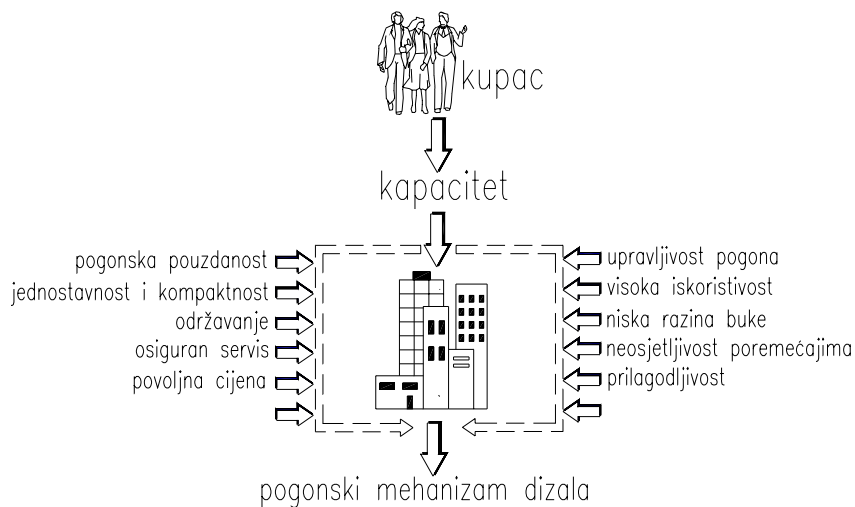 kupac
kapacitet
pogonska pouzdanost
jednostavnost i kompaktnost
održavanje
osiguran servis
povoljna cijena
upravljivost pogona
visoka iskoristivost
niska razina buke
neosjetljivost poremećajima
prilagodljivost
pogonski mehanizam dizala